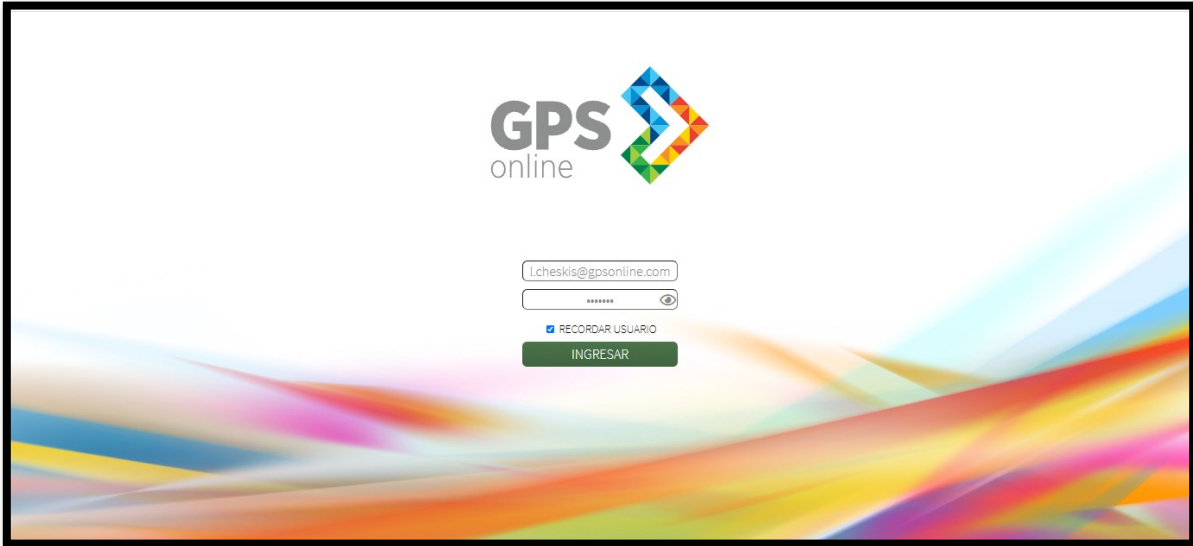 GPS
online
l.cheskis@gpsonline.com
•••••••
RECORDAR USUARIO
INGRESAR